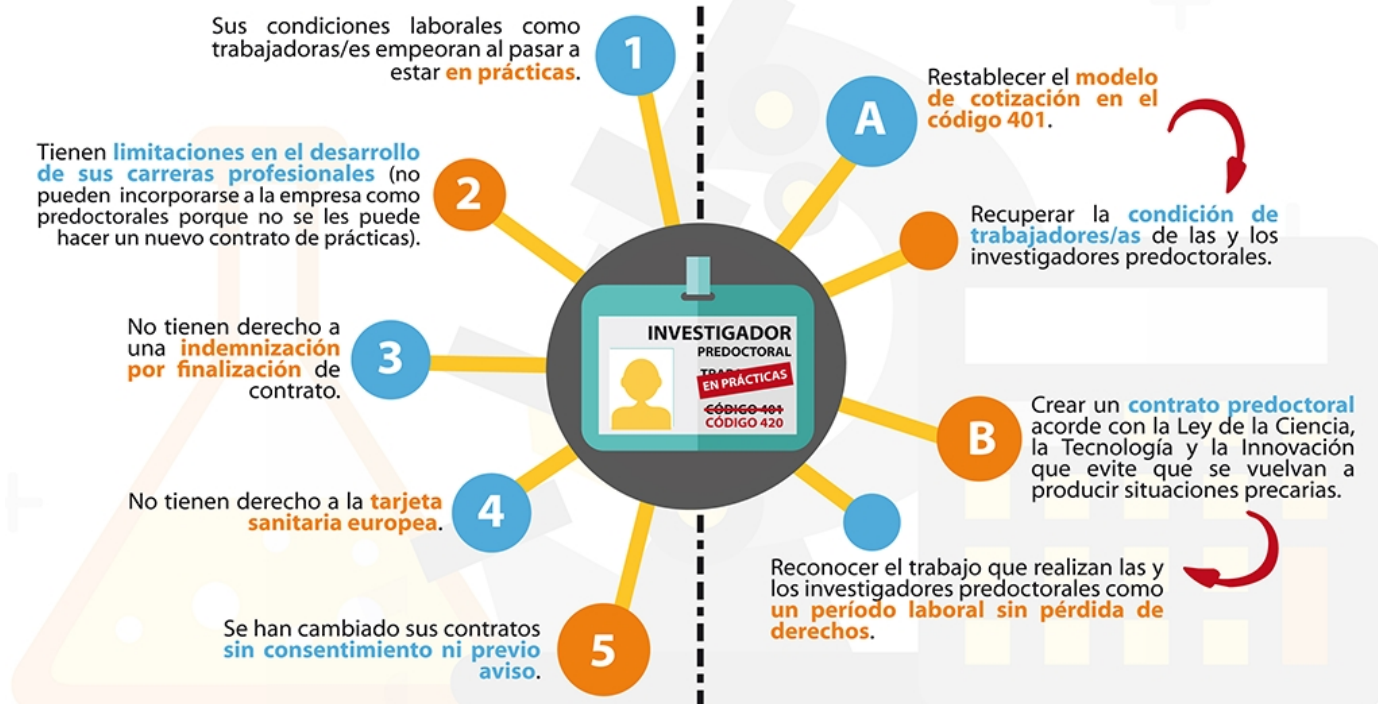 Sus condiciones laborales como
trabajadoras/es empeoran al pasar a
estar en prácticas.
1
Tienen limitaciones en el desarrollo
de sus carreras profesionales (no
pueden incorporarse a la empresa como
predoctorales porque no se les puede
hacer un nuevo contrato de prácticas).
2
No tienen derecho a
una indemnización
por finalización de
contrato.
3
No tienen derecho a la tarjeta
sanitaria europea.
4
Se han cambiado sus contratos
sin consentimiento ni previo
aviso.
5
INVESTIGADOR
PREDOCTORAL
EN PRÁCTICAS
CÓDIGO 401
CÓDIGO 420
A
Restablecer el modelo
de cotización en el
código 401.
Recuperar la condición de
trabajadores/as de las y los
investigadores predoctorales.
B
Crear un contrato predoctoral
acorde con la Ley de la Ciencia,
la Tecnología y la Innovación
que evite que se vuelvan a
producir situaciones precarias.
Reconocer el trabajo que realizan las y
los investigadores predoctorales como
un período laboral sin pérdida de
derechos.